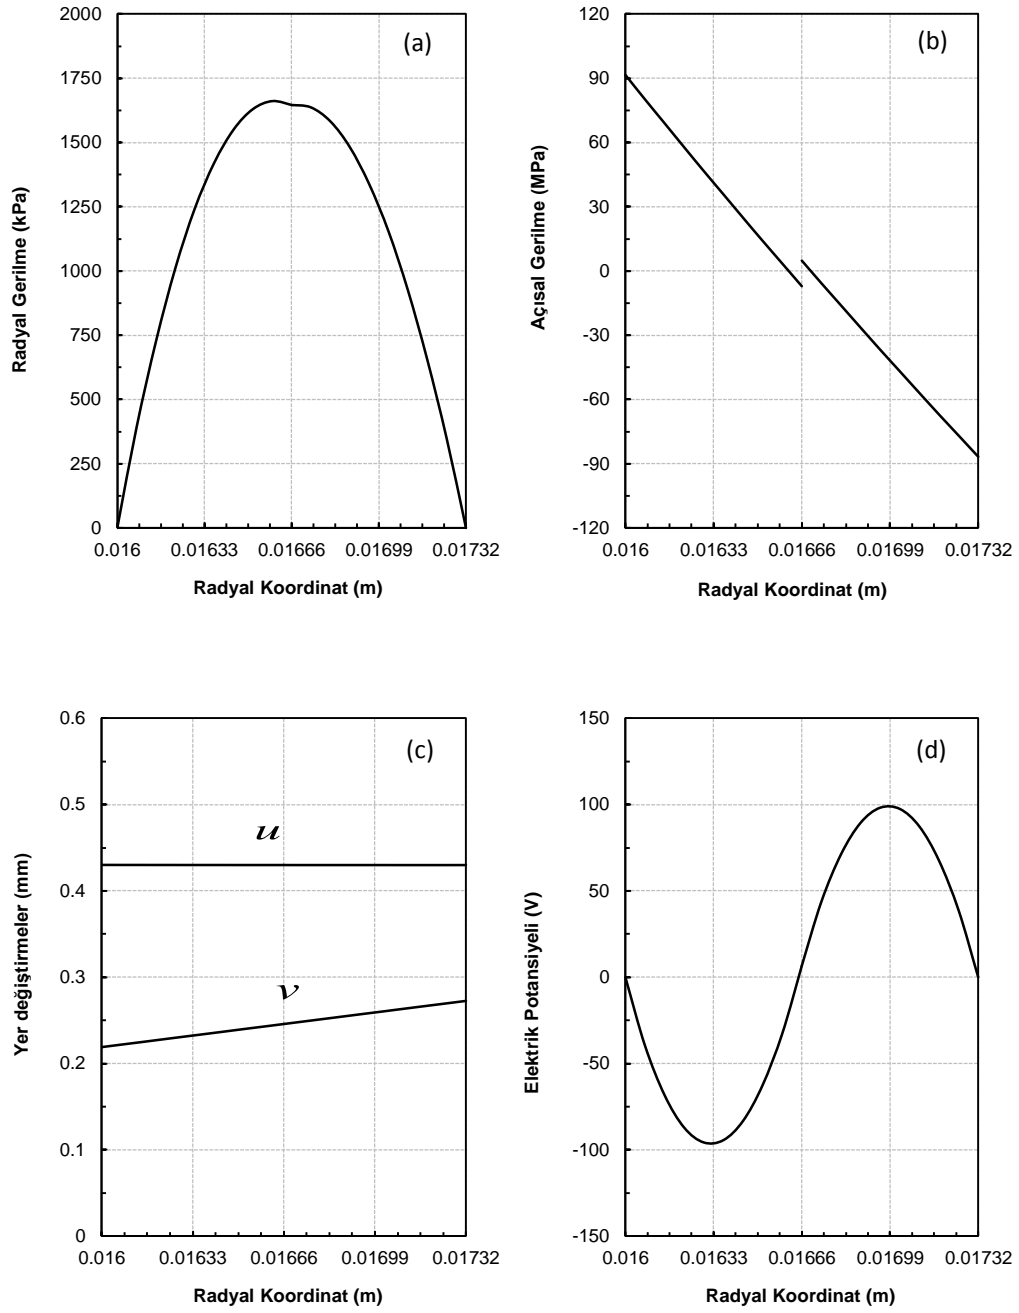 (a)
2000
1750
1500
1250
1000
750
500
250
0
Radyal Gerilme (kPa)
0.016 0.01633 0.01666 0.01699 0.01732
Radyal Koordinat (m)
(b)
120
90
60
30
0
-30
-60
-90
-120
Açısal Gerilme (MPa)
0.016 0.01633 0.01666 0.01699 0.01732
Radyal Koordinat (m)
(c)
0.6
0.5
0.4
0.3
0.2
0.1
0
Yer değiştirmeler (mm)
u
v
0.016 0.01633 0.01666 0.01699 0.01732
Radyal Koordinat (m)
(d)
150
100
50
0
-50
-100
-150
Elektrik Potansiyeli (V)
0.016 0.01633 0.01666 0.01699 0.01732
Radyal Koordinat (m)